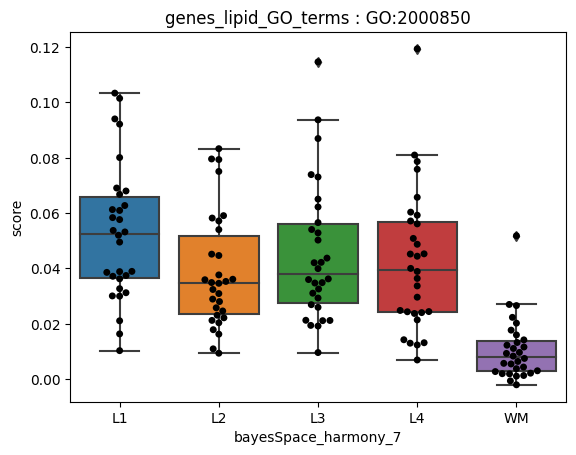 genes_lipid_GO_terms : GO:2000850
0.12
0.10
0.08
0.06
0.04
0.02
0.00
score
L1 L2 L3 L4 WM
bayesSpace_harmony_7